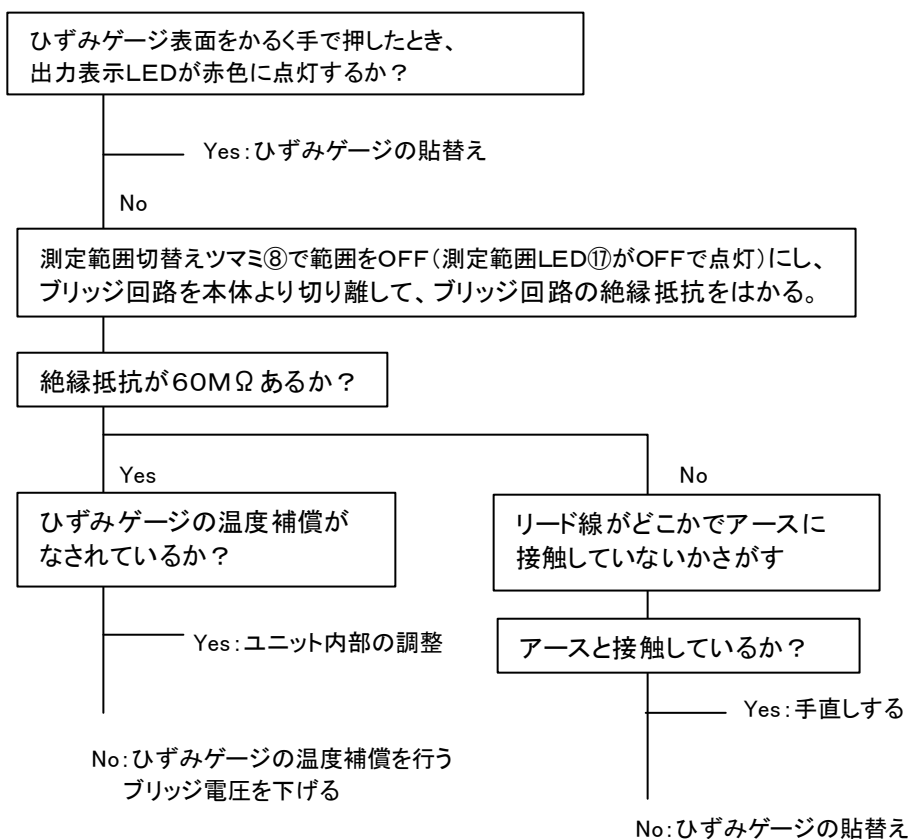 ひずみゲージ表面をかるく手で押したとき、
出力表示LEDが赤色に点灯するか？
Yes:ひずみゲージの貼替え
No
測定範囲切替えツマミ⑧で範囲をOFF(測定範囲LED⑰がOFFで点灯)にし、
ブリッジ回路を本体より切り離して、ブリッジ回路の絶縁抵抗をはかる。
絶縁抵抗が60MΩあるか？
Yes
No
ひずみゲージの温度補償が
なされているか？
リード線がどこかでアースに
接触していないかさがす
Yes:ユニット内部の調整
アースと接触しているか？
Yes:手直しする
No:ひずみゲージの温度補償を行う
ブリッジ電圧を下げる
No:ひずみゲージの貼替え